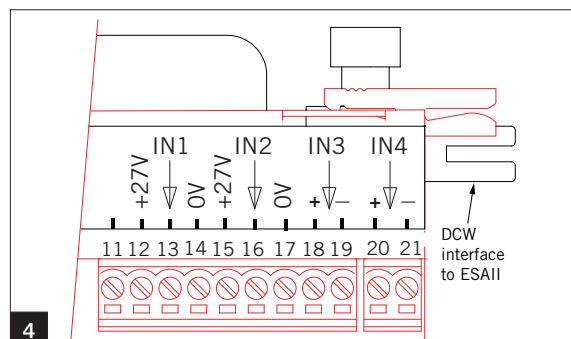 IN1 IN2 IN3 IN4
+27V 0V +27V 0V + – + –
11 12 13 14 15 16 17 18 19 20 21
DCW
interface
to ESAII
4